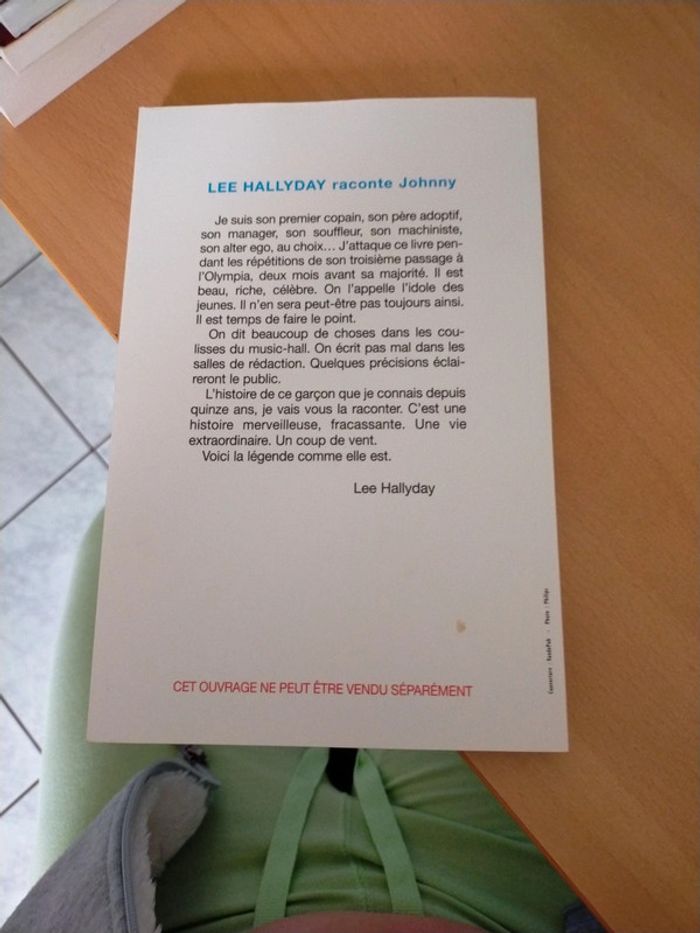 LEE HALLYDAY raconte Johnny
Je suis son premier copain, son père adoptif,
son manager, son souffleur, son machiniste,
son alter ego, au choix... J'attaque ce livre pen-
dant les répétitions de son troisième passage à
l'Olympia, deux mois avant sa majorité. Il est
beau, riche, célèbre. On l'appelle l'idole des
jeunes. Il n'en sera peut-être pas toujours ainsi.
Il est temps de faire le point.
On dit beaucoup de choses dans les cou-
lisses du music-hall. On écrit pas mal dans les
salles de rédaction. Quelques précisions éclai-
reront le public.
L'histoire de ce garçon que je connais depuis
quinze ans, je vais vous la raconter. C'est une
histoire merveilleuse, fracassante. Une vie
extraordinaire. Un coup de vent.
Voici la légende comme elle est.
Lee Hallyday
CET OUVRAGE NE PEUT ÊTRE VENDU SÉPARÉMENT
Couverture : - Photo : Philips